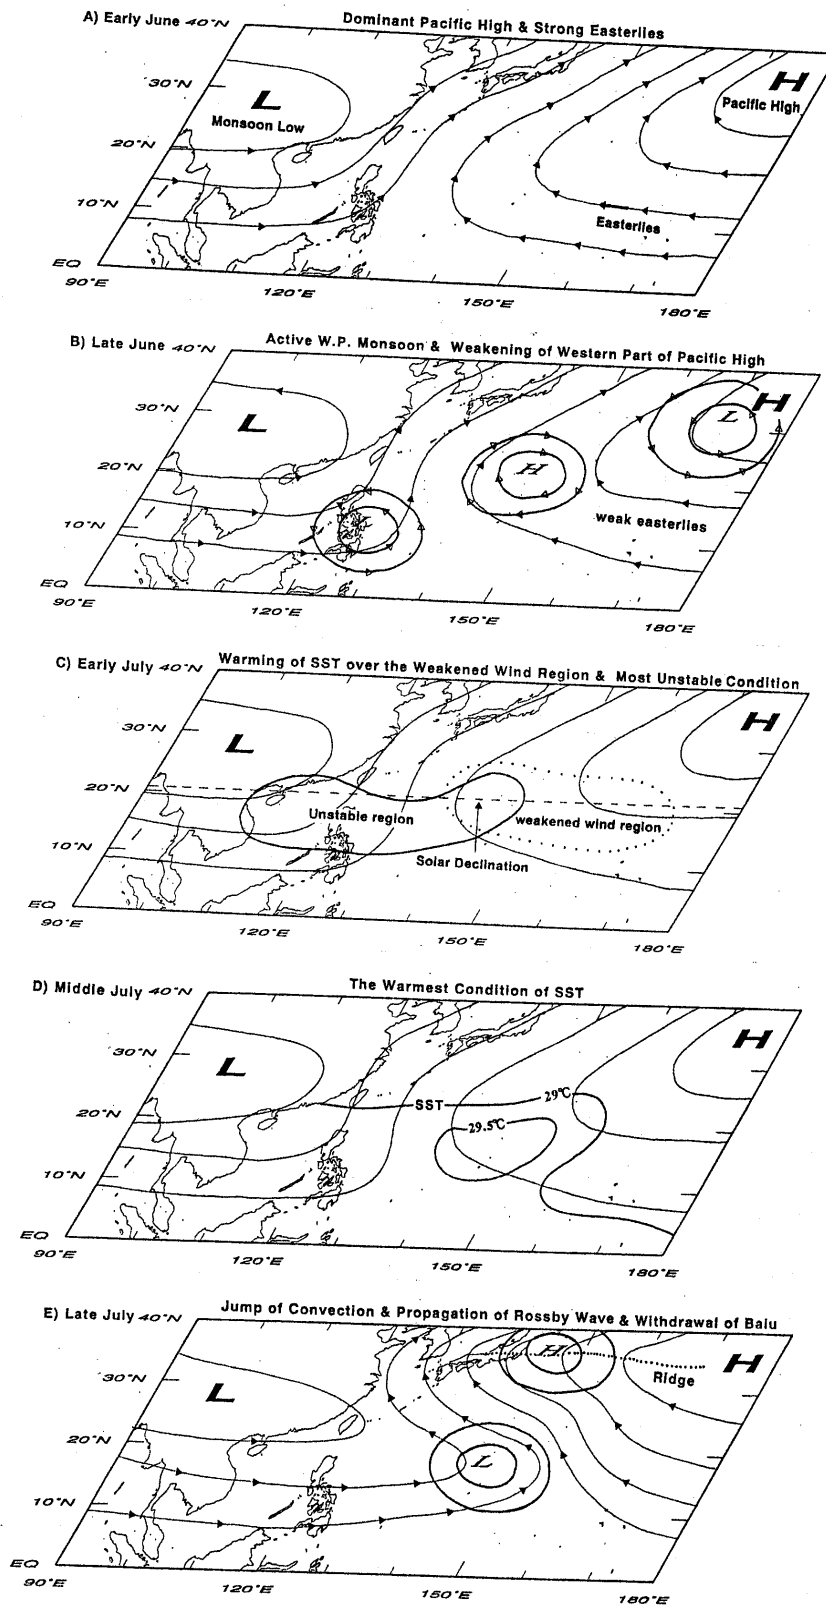 A) Early June 40°N Dominant Pacific High & Strong Easterlies
30°N L H
Monsoon Low Pacific High
20°N
10°N
Easterlies
EQ
90°E 120°E 150°E 180°E
B) Late June 40°N Active W.P. Monsoon & Weakening of Western Part of Pacific High
30°N L L H
20°N H
10°N weak easterlies
EQ
90°E 120°E 150°E 180°E
C) Early July 40°N Warming of SST over the Weakened Wind Region & Most Unstable Condition
30°N L H
20°N
Unstable region weakened wind region
10°N
Solar Declination
EQ
90°E 120°E 150°E 180°E
D) Middle July 40°N The Warmest Condition of SST
30°N L H
20°N SST 29°C
29.5°C
10°N
EQ
90°E 120°E 150°E 180°E
E) Late July 40°N Jump of Convection & Propagation of Rossby Wave & Withdrawal of Baiu
30°N L H H
Ridge
20°N
L
10°N
EQ
90°E 120°E 150°E 180°E